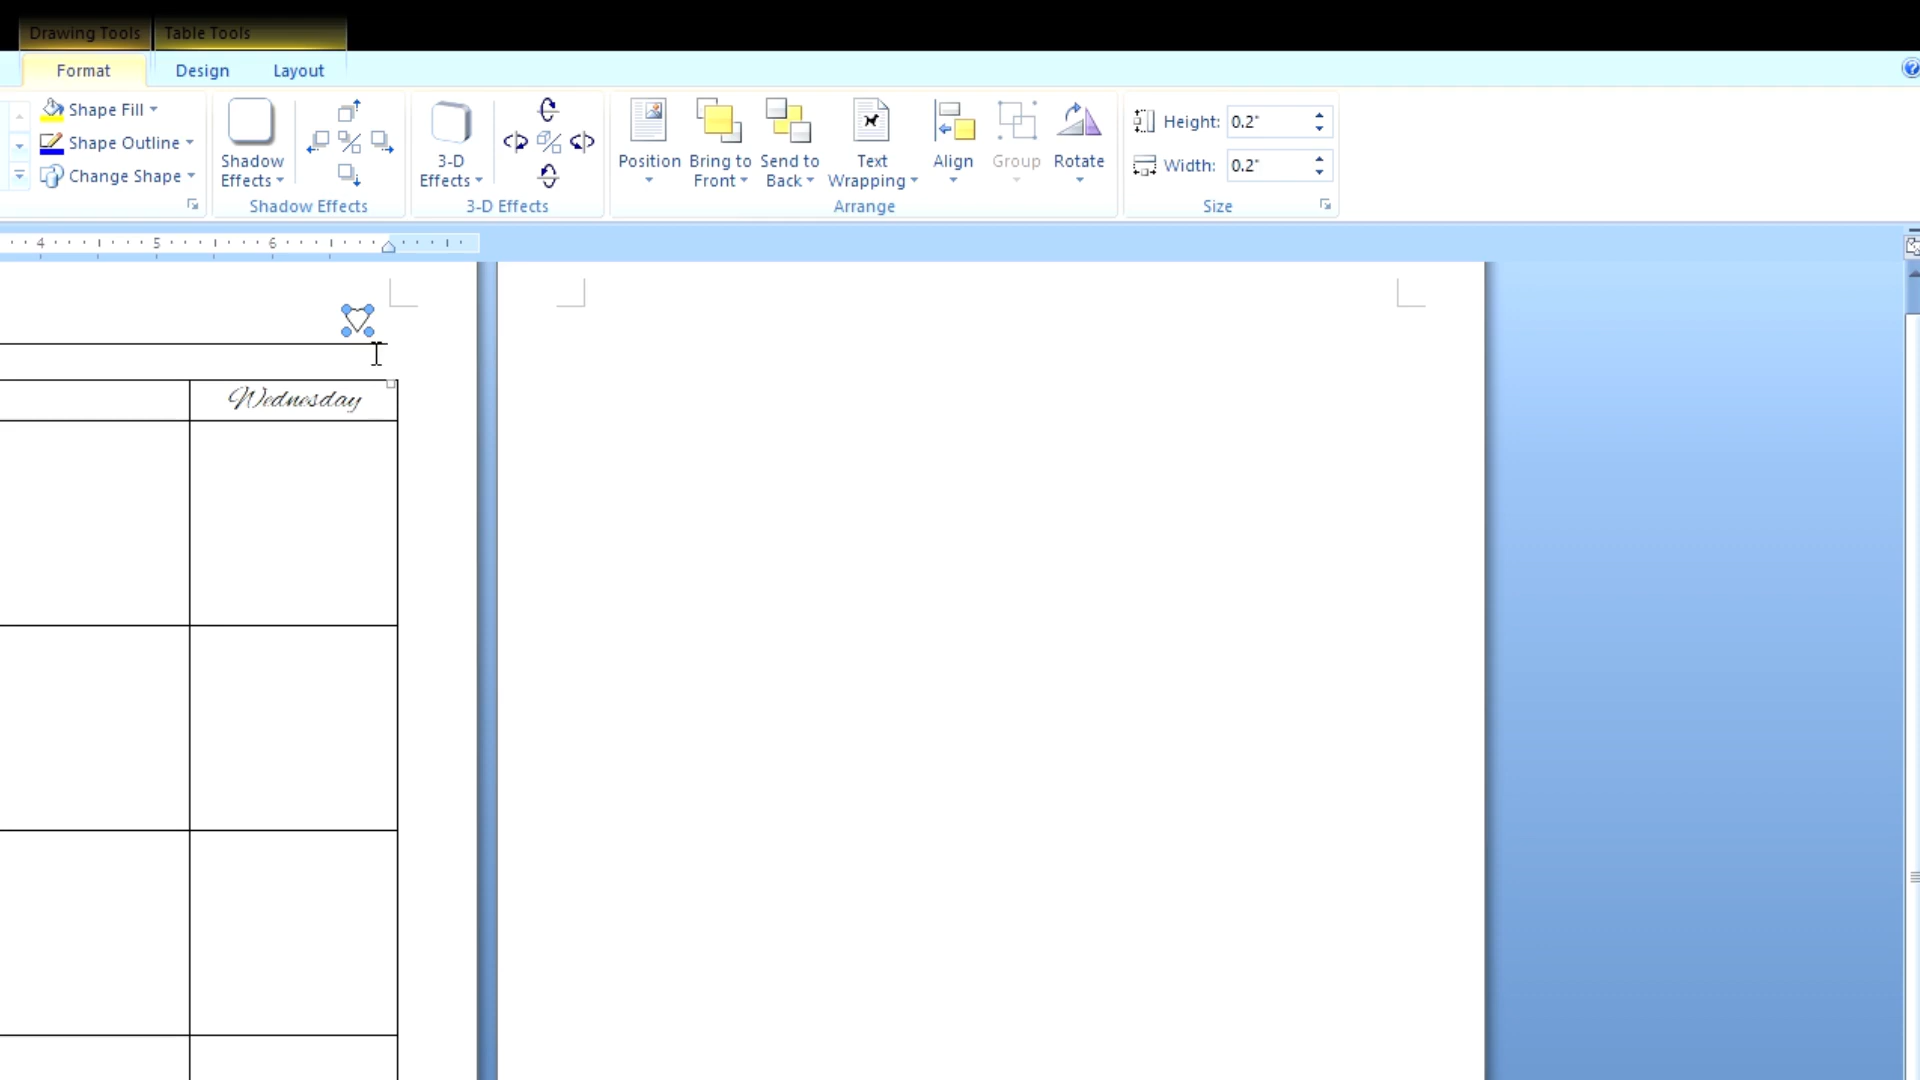 Drawing Tools Table Tools
Format Design Layout
Shape Fill
Shape Outline
Change Shape
Shadow
Effects
Shadow Effects
3-D
Effects
3-D Effects
Position
Bring to
Front
Send to
Back
Text
Wrapping
Align
Group
Rotate
Arrange
Height: 0.2"
Width: 0.2"
Size
4 5 6
Wednesday